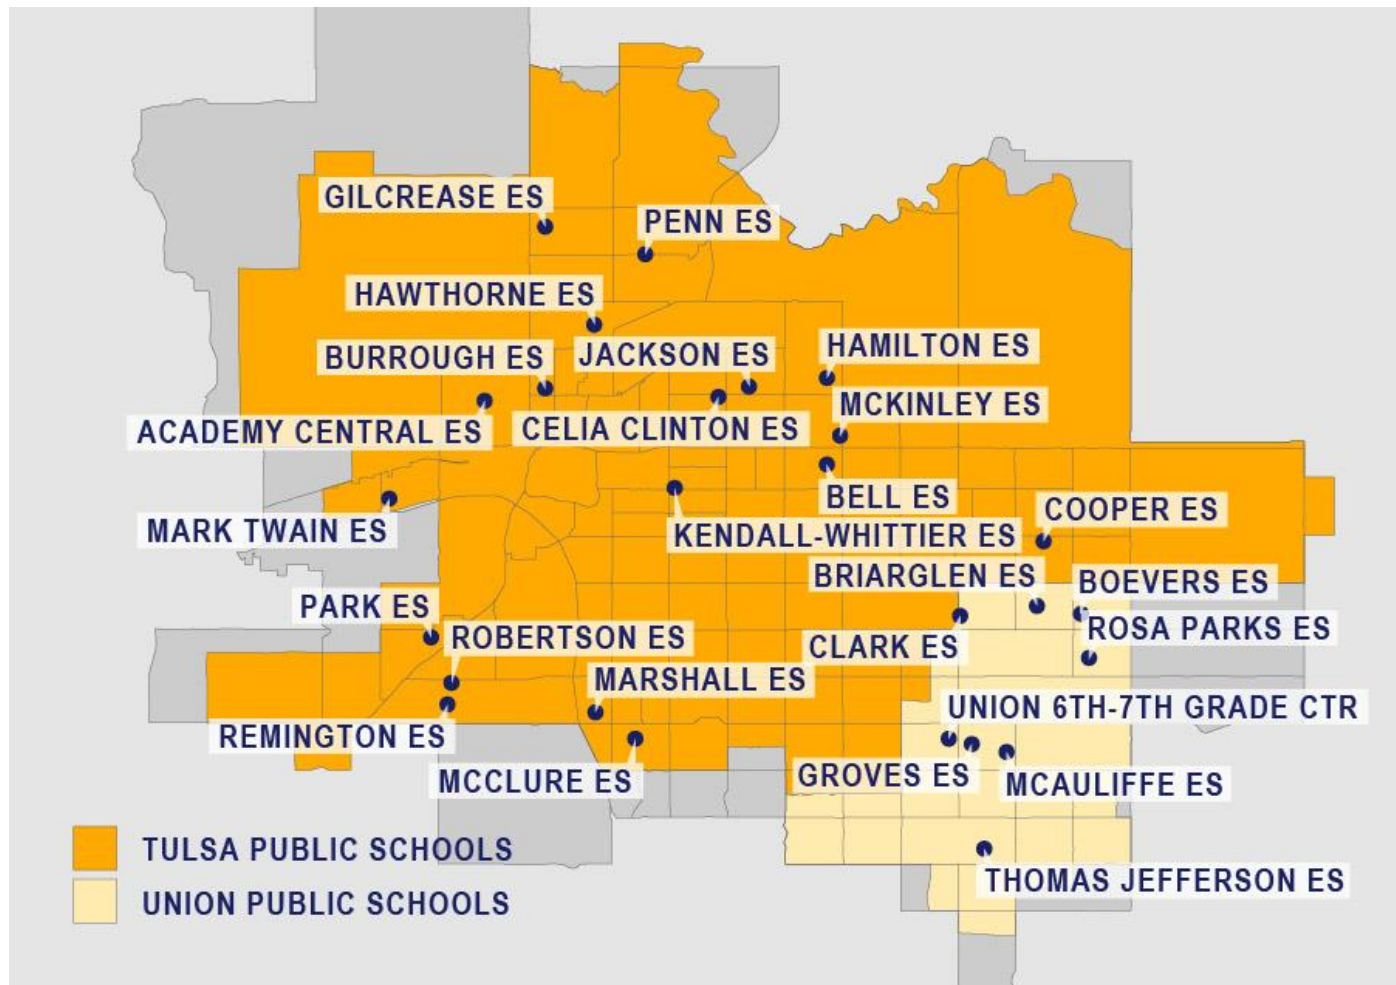 GILCREASE ES
PENN ES
HAWTHORNE ES
BURROUGH ES
JACKSON ES
HAMILTON ES
MCKINLEY ES
ACADEMY CENTRAL ES
CELIA CLINTON ES
BELL ES
COOPER ES
MARK TWAIN ES
KENDALL-WHITTIER ES
BRIARGLEN ES
BOEVERS ES
PARK ES
ROBERTSON ES
CLARK ES
ROSA PARKS ES
MARSHALL ES
UNION 6TH-7TH GRADE CTR
REMINGTON ES
MCCLURE ES
GROVES ES
MCAULIFFE ES
TULSA PUBLIC SCHOOLS
THOMAS JEFFERSON ES
UNION PUBLIC SCHOOLS